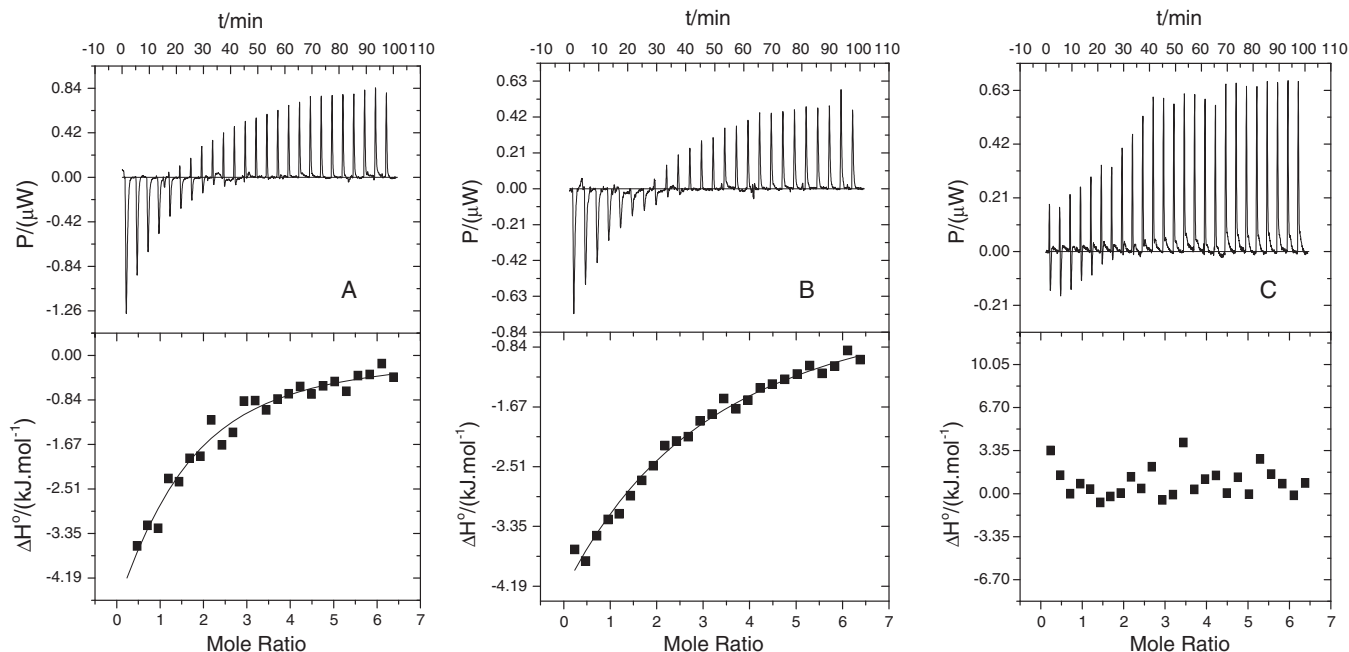 t/min
-10 0 10 20 30 40 50 60 70 80 90 100 110
0.84
0.42
0.00
-0.42
-0.84
-1.26
P/(μW)
A
0.00
-0.84
-1.67
-2.51
-3.35
-4.19
ΔH°/(kJ.mol⁻¹)
0 1 2 3 4 5 6 7
Mole Ratio
t/min
-10 0 10 20 30 40 50 60 70 80 90 100 110
0.63
0.42
0.21
0.00
-0.21
-0.42
-0.63
-0.84
P/(μW)
B
-0.84
-1.67
-2.51
-3.35
-4.19
ΔH°/(kJ.mol⁻¹)
0 1 2 3 4 5 6 7
Mole Ratio
t/min
-10 0 10 20 30 40 50 60 70 80 90 100 110
0.63
0.42
0.21
0.00
-0.21
P/(μW)
C
10.05
6.70
3.35
0.00
-3.35
-6.70
ΔH°/(kJ.mol⁻¹)
0 1 2 3 4 5 6 7
Mole Ratio